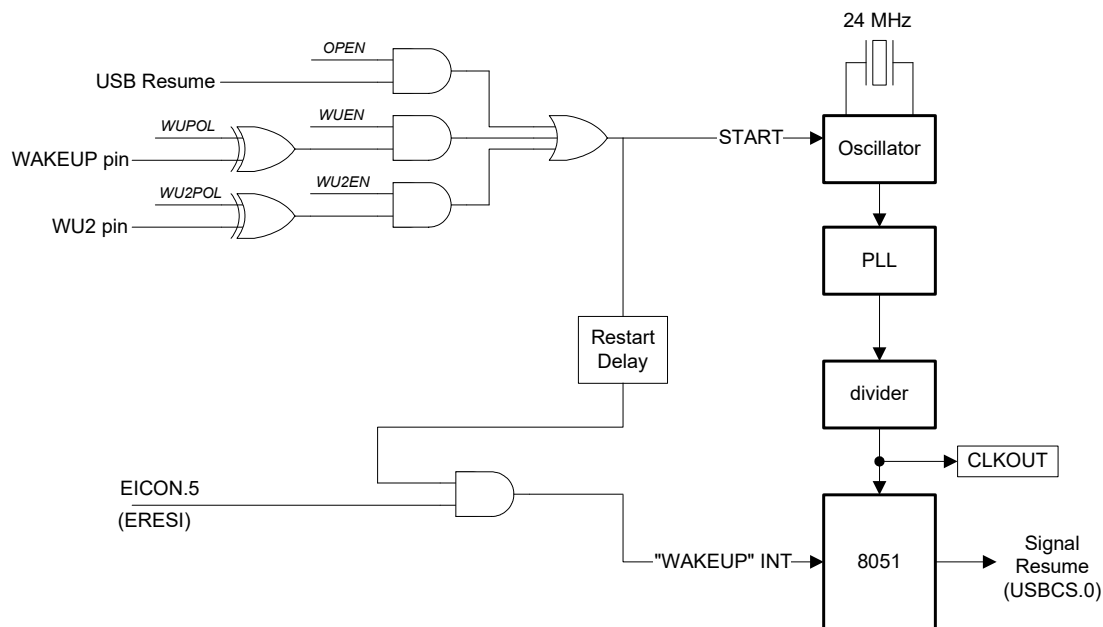 24 MHz
OPEN
USB Resume
WUPOL
WUEN
WAKEUP pin
START
Oscillator
WU2POL
WU2EN
WU2 pin
PLL
Restart
Delay
divider
CLKOUT
EICON.5
(ERESI)
"WAKEUP" INT
8051
Signal
Resume
(USBCS.0)